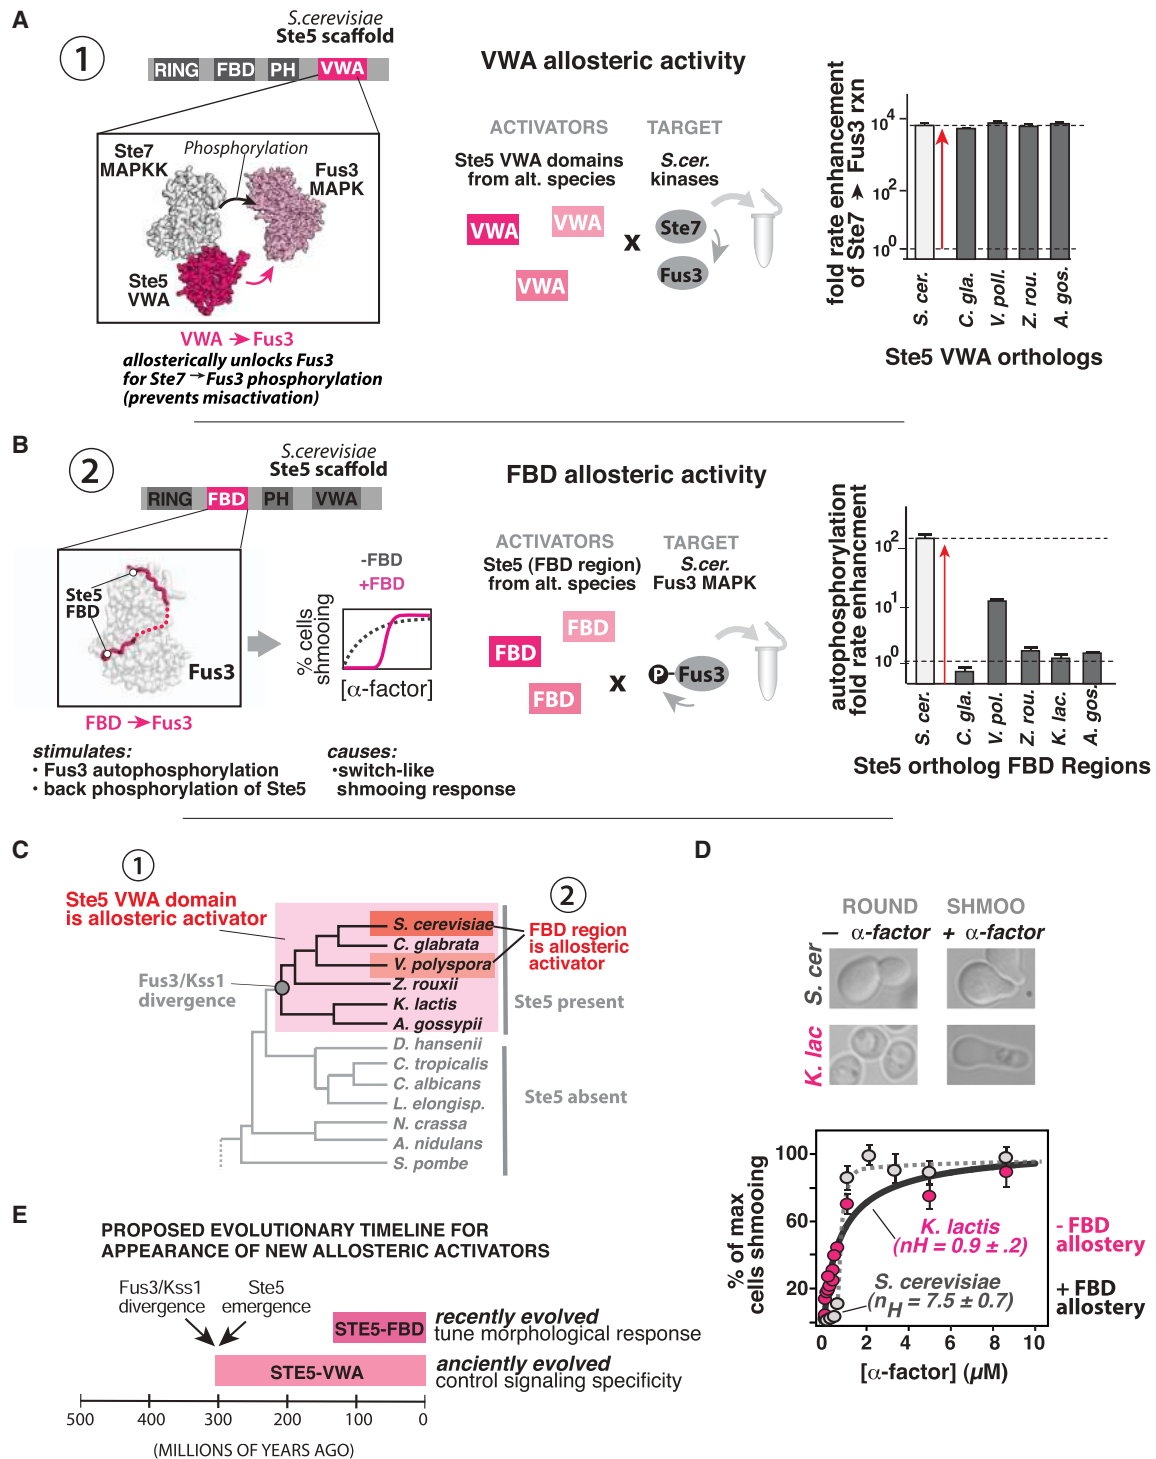 A
1
S.cerevisiae
Ste5 scaffold
RING FBD PH VWA
Ste7
MAPKK
Phosphorylation
Fus3
MAPK
Ste5
VWA
VWA → Fus3
allosterically unlocks Fus3
for Ste7 → Fus3 phosphorylation
(prevents misactivation)
VWA allosteric activity
ACTIVATORS
TARGET
Ste5 VWA domains
from alt. species
S.cer.
kinases
VWA
VWA
VWA
x
Ste7
Fus3
fold rate enhancement
of Ste7 ➤ Fus3 rxn
10^4
10^2
10^0
S. cer.
C. gla.
V. poll.
Z. rou.
A. gos.
Ste5 VWA orthologs
B
2
S.cerevisiae
Ste5 scaffold
RING FBD PH VWA
Ste5
FBD
Fus3
FBD → Fus3
-FBD
+FBD
% cells
shmooing
[α-factor]
stimulates:
· Fus3 autophosphorylation
· back phosphorylation of Ste5
causes:
·switch-like
shmooing response
FBD allosteric activity
ACTIVATORS
TARGET
Ste5 (FBD region)
from alt. species
S.cer.
Fus3 MAPK
FBD
FBD
FBD
x
P
Fus3
autophosphorylation
fold rate enhancment
10^2
10^1
10^0
S. cer.
C. gla.
V. pol.
Z. rou.
K. lac.
A. gos.
Ste5 ortholog FBD Regions
C
1
Ste5 VWA domain
is allosteric activator
2
FBD region
is allosteric
activator
Fus3/Kss1
divergence
S. cerevisiae
C. glabrata
V. polyspora
Z. rouxii
K. lactis
A. gossypii
D. hansenii
C. tropicalis
C. albicans
L. elongisp.
N. crassa
A. nidulans
S. pombe
Ste5 present
Ste5 absent
D
ROUND
SHMOO
— α-factor
+ α-factor
S. cer
K. lac
% of max
cells shmooing
100
60
20
K. lactis
(nH = 0.9 ± .2)
S. cerevisiae
(n_H = 7.5 ± 0.7)
- FBD
allostery
+ FBD
allostery
0 2 4 6 8 10
[α-factor] (µM)
E
PROPOSED EVOLUTIONARY TIMELINE FOR
APPEARANCE OF NEW ALLOSTERIC ACTIVATORS
Fus3/Kss1
divergence
Ste5
emergence
STE5-FBD
recently evolved
tune morphological response
STE5-VWA
anciently evolved
control signaling specificity
500 400 300 200 100 0
(MILLIONS OF YEARS AGO)